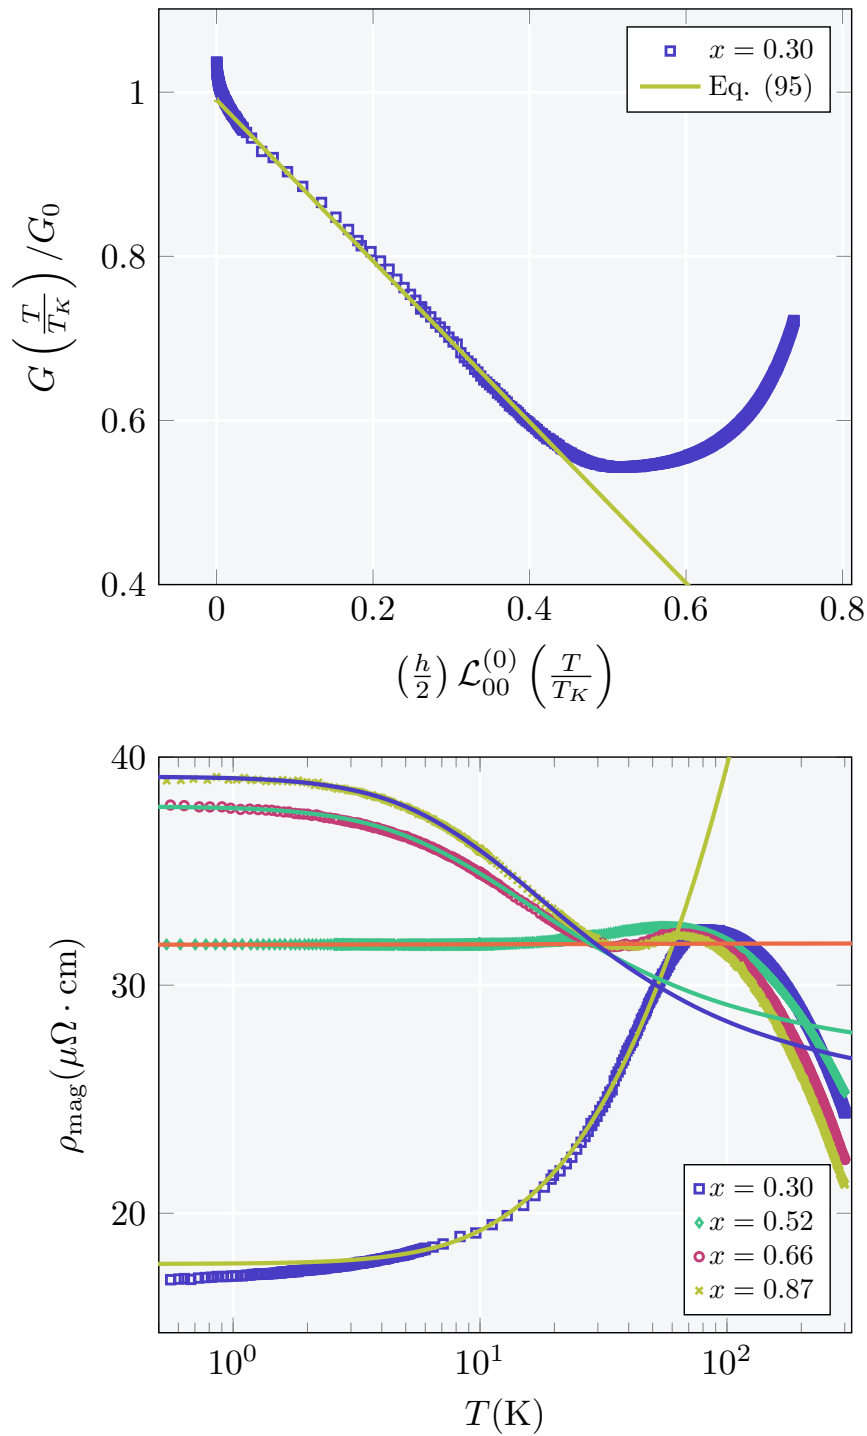 x = 0.30
Eq. (95)
1
0.8
0.6
0.4
G (T/T_K) /G_0
0 0.2 0.4 0.6 0.8
(h/2) ℒ_{00}^{(0)} (T/T_K)
40
30
20
ρ_mag(μΩ · cm)
x = 0.30
x = 0.52
x = 0.66
x = 0.87
10^0 10^1 10^2
T(K)